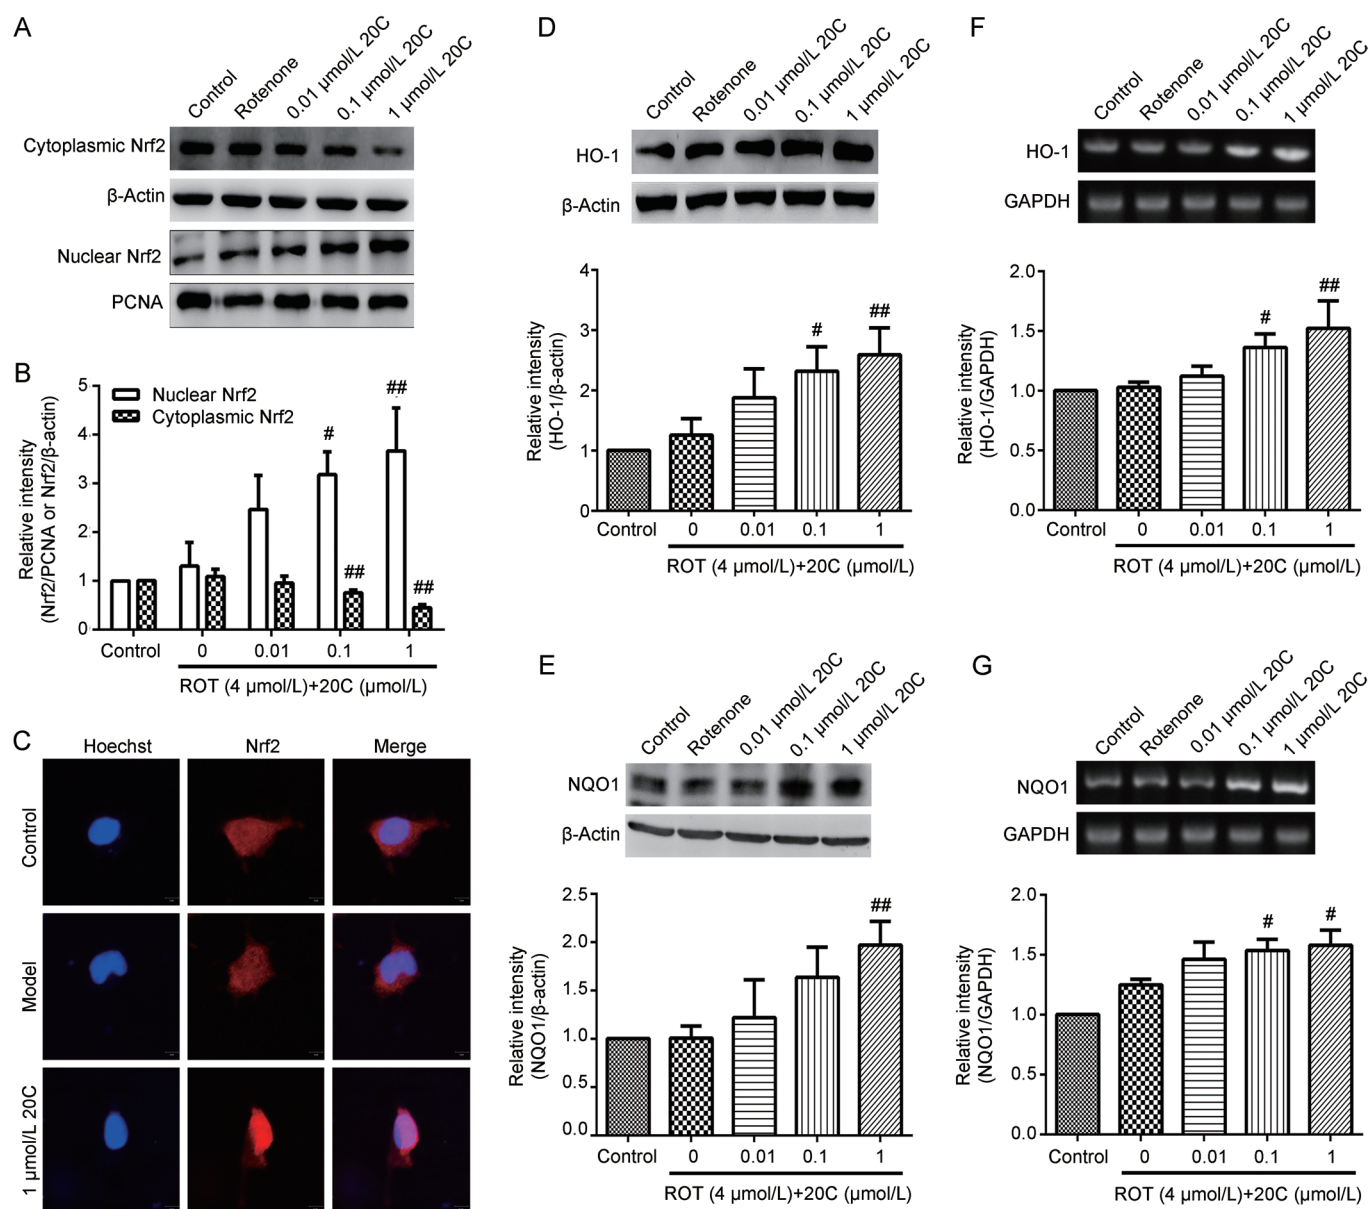 A
Control
Rotenone
0.01 μmol/L 20C
0.1 μmol/L 20C
1 μmol/L 20C
Cytoplasmic Nrf2
β-Actin
Nuclear Nrf2
PCNA
B
Relative intensity
(Nrf2/PCNA or Nrf2/β-actin)
5
4
3
2
1
0
Nuclear Nrf2
Cytoplasmic Nrf2
#
##
##
##
Control
0
0.01
0.1
1
ROT (4 μmol/L)+20C (μmol/L)
C
Hoechst
Nrf2
Merge
Control
Model
1 μmol/L 20C
D
Control
Rotenone
0.01 μmol/L 20C
0.1 μmol/L 20C
1 μmol/L 20C
HO-1
β-Actin
Relative intensity
(HO-1/β-actin)
4
3
2
1
0
#
##
Control
0
0.01
0.1
1
ROT (4 μmol/L)+20C (μmol/L)
E
Control
Rotenone
0.01 μmol/L 20C
0.1 μmol/L 20C
1 μmol/L 20C
NQO1
β-Actin
Relative intensity
(NQO1/β-actin)
2.5
2.0
1.5
1.0
0.5
0.0
##
Control
0
0.01
0.1
1
ROT (4 μmol/L)+20C (μmol/L)
F
Control
Rotenone
0.01 μmol/L 20C
0.1 μmol/L 20C
1 μmol/L 20C
HO-1
GAPDH
Relative intensity
(HO-1/GAPDH)
2.0
1.5
1.0
0.5
0.0
#
##
Control
0
0.01
0.1
1
ROT (4 μmol/L)+20C (μmol/L)
G
Control
Rotenone
0.01 μmol/L 20C
0.1 μmol/L 20C
1 μmol/L 20C
NQO1
GAPDH
Relative intensity
(NQO1/GAPDH)
2.0
1.5
1.0
0.5
0.0
#
#
Control
0
0.01
0.1
1
ROT (4 μmol/L)+20C (μmol/L)